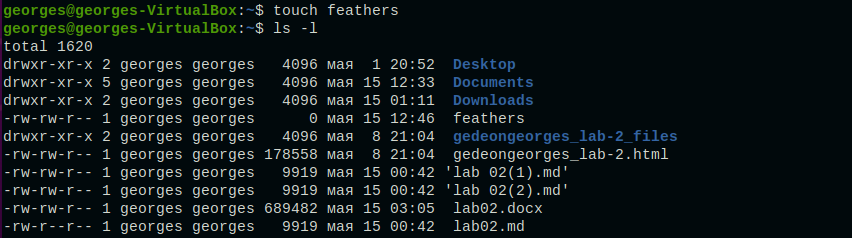 georges@georges-VirtualBox:~$ touch feathers
georges@georges-VirtualBox:~$ ls -l
total 1620
drwxr-xr-x 2 georges georges   4096 мая  1 20:52  Desktop
drwxr-xr-x 5 georges georges   4096 мая 15 12:33  Documents
drwxr-xr-x 2 georges georges   4096 мая 15 01:11  Downloads
-rw-rw-r-- 1 georges georges      0 мая 15 12:46  feathers
drwxr-xr-x 2 georges georges   4096 мая  8 21:04  gedeongeorges_lab-2_files
-rw-rw-r-- 1 georges georges 178558 мая  8 21:04  gedeongeorges_lab-2.html
-rw-rw-r-- 1 georges georges   9919 мая 15 00:42 'lab 02(1).md'
-rw-rw-r-- 1 georges georges   9919 мая 15 00:42 'lab 02(2).md'
-rw-rw-r-- 1 georges georges 689482 мая 15 03:05  lab02.docx
-rw-r--r-- 1 georges georges   9919 мая 15 00:42  lab02.md